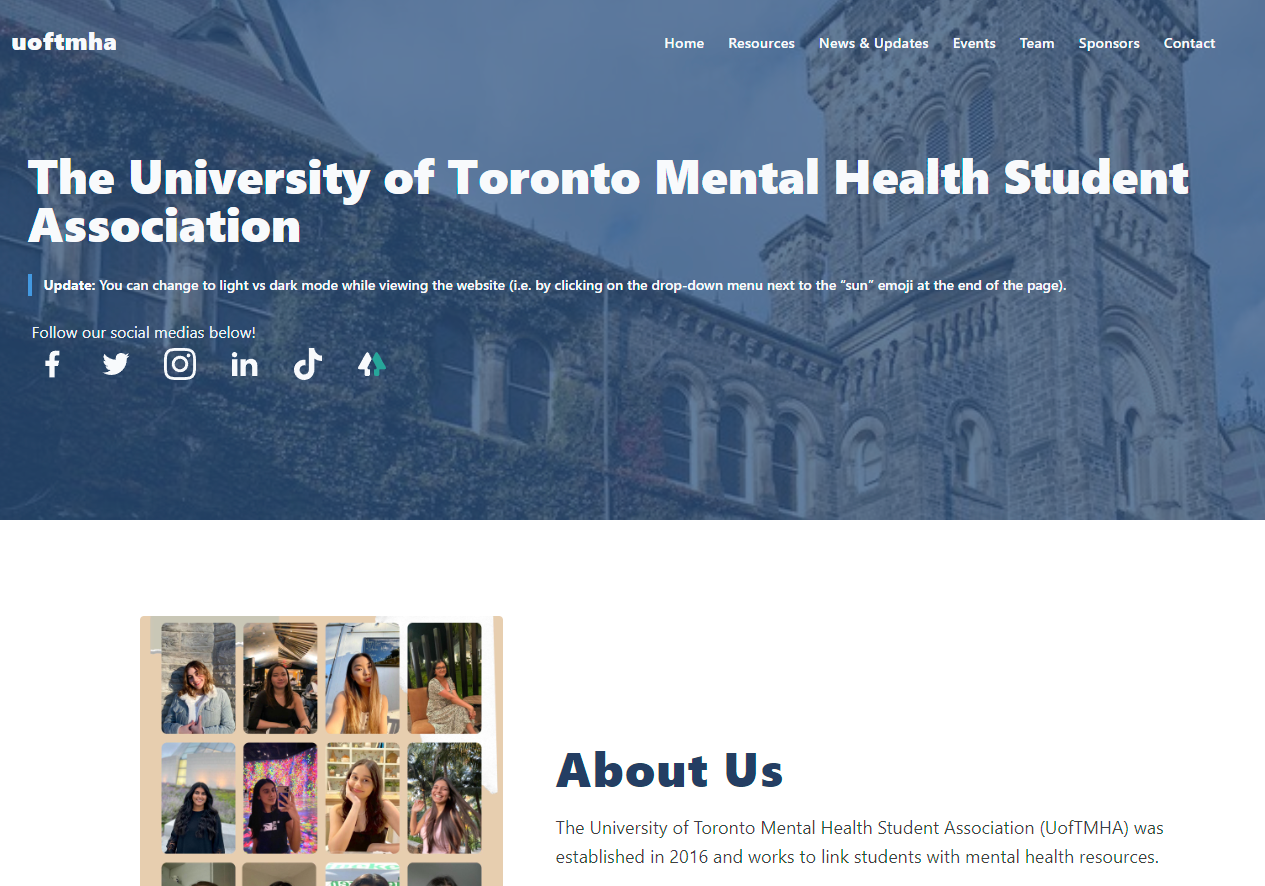 uoftmha
Home Resources News & Updates Events Team Sponsors Contact
The University of Toronto Mental Health Student
Association
Update: You can change to light vs dark mode while viewing the website (i.e. by clicking on the drop-down menu next to the “sun” emoji at the end of the page).
Follow our social medias below!
About Us
The University of Toronto Mental Health Student Association (UofTMHA) was
established in 2016 and works to link students with mental health resources.